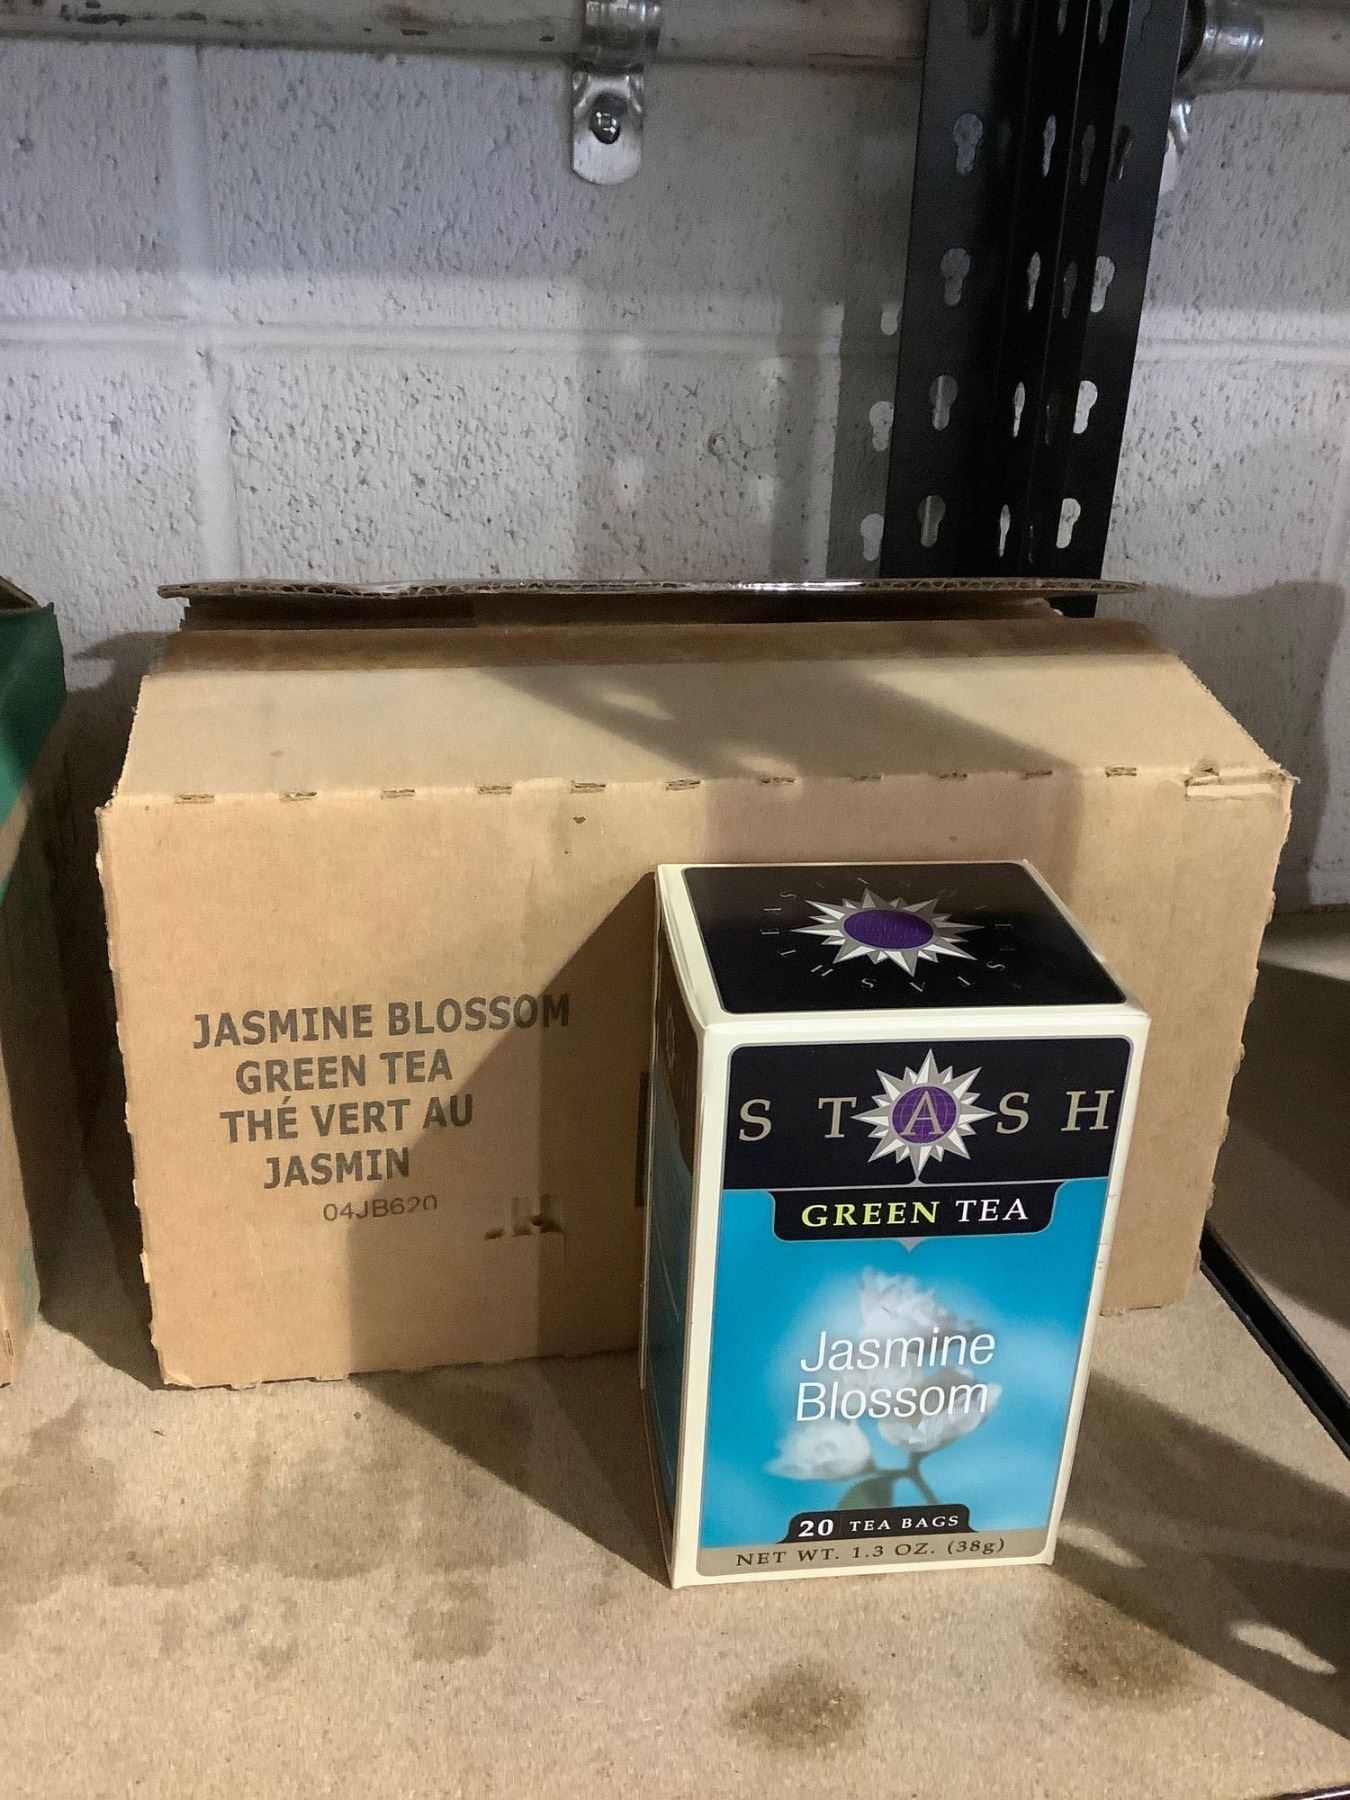 JASMINE BLOSSOM
GREEN TEA
THÉ VERT AU
JASMIN
04JB620
STASH
STASH
GREEN TEA
Jasmine
Blossom
20 TEA BAGS
NET WT. 1.3 OZ. (38g)